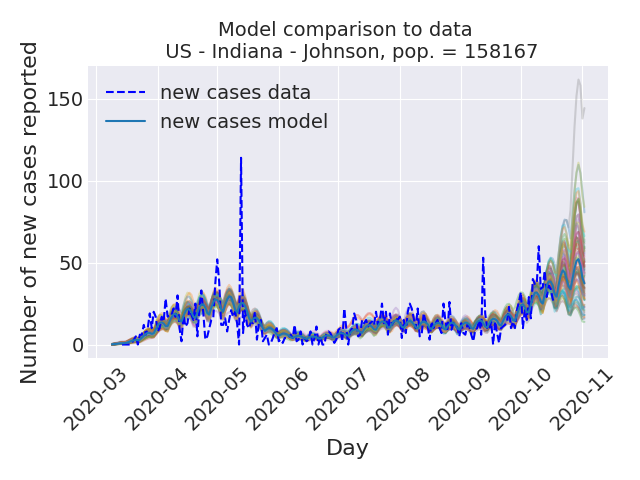 Model comparison to data
US - Indiana - Johnson, pop. = 158167
Number of new cases reported
150
100
50
0
new cases data
new cases model
2020-03
2020-04
2020-05
2020-06
2020-07
2020-08
2020-09
2020-10
2020-11
Day